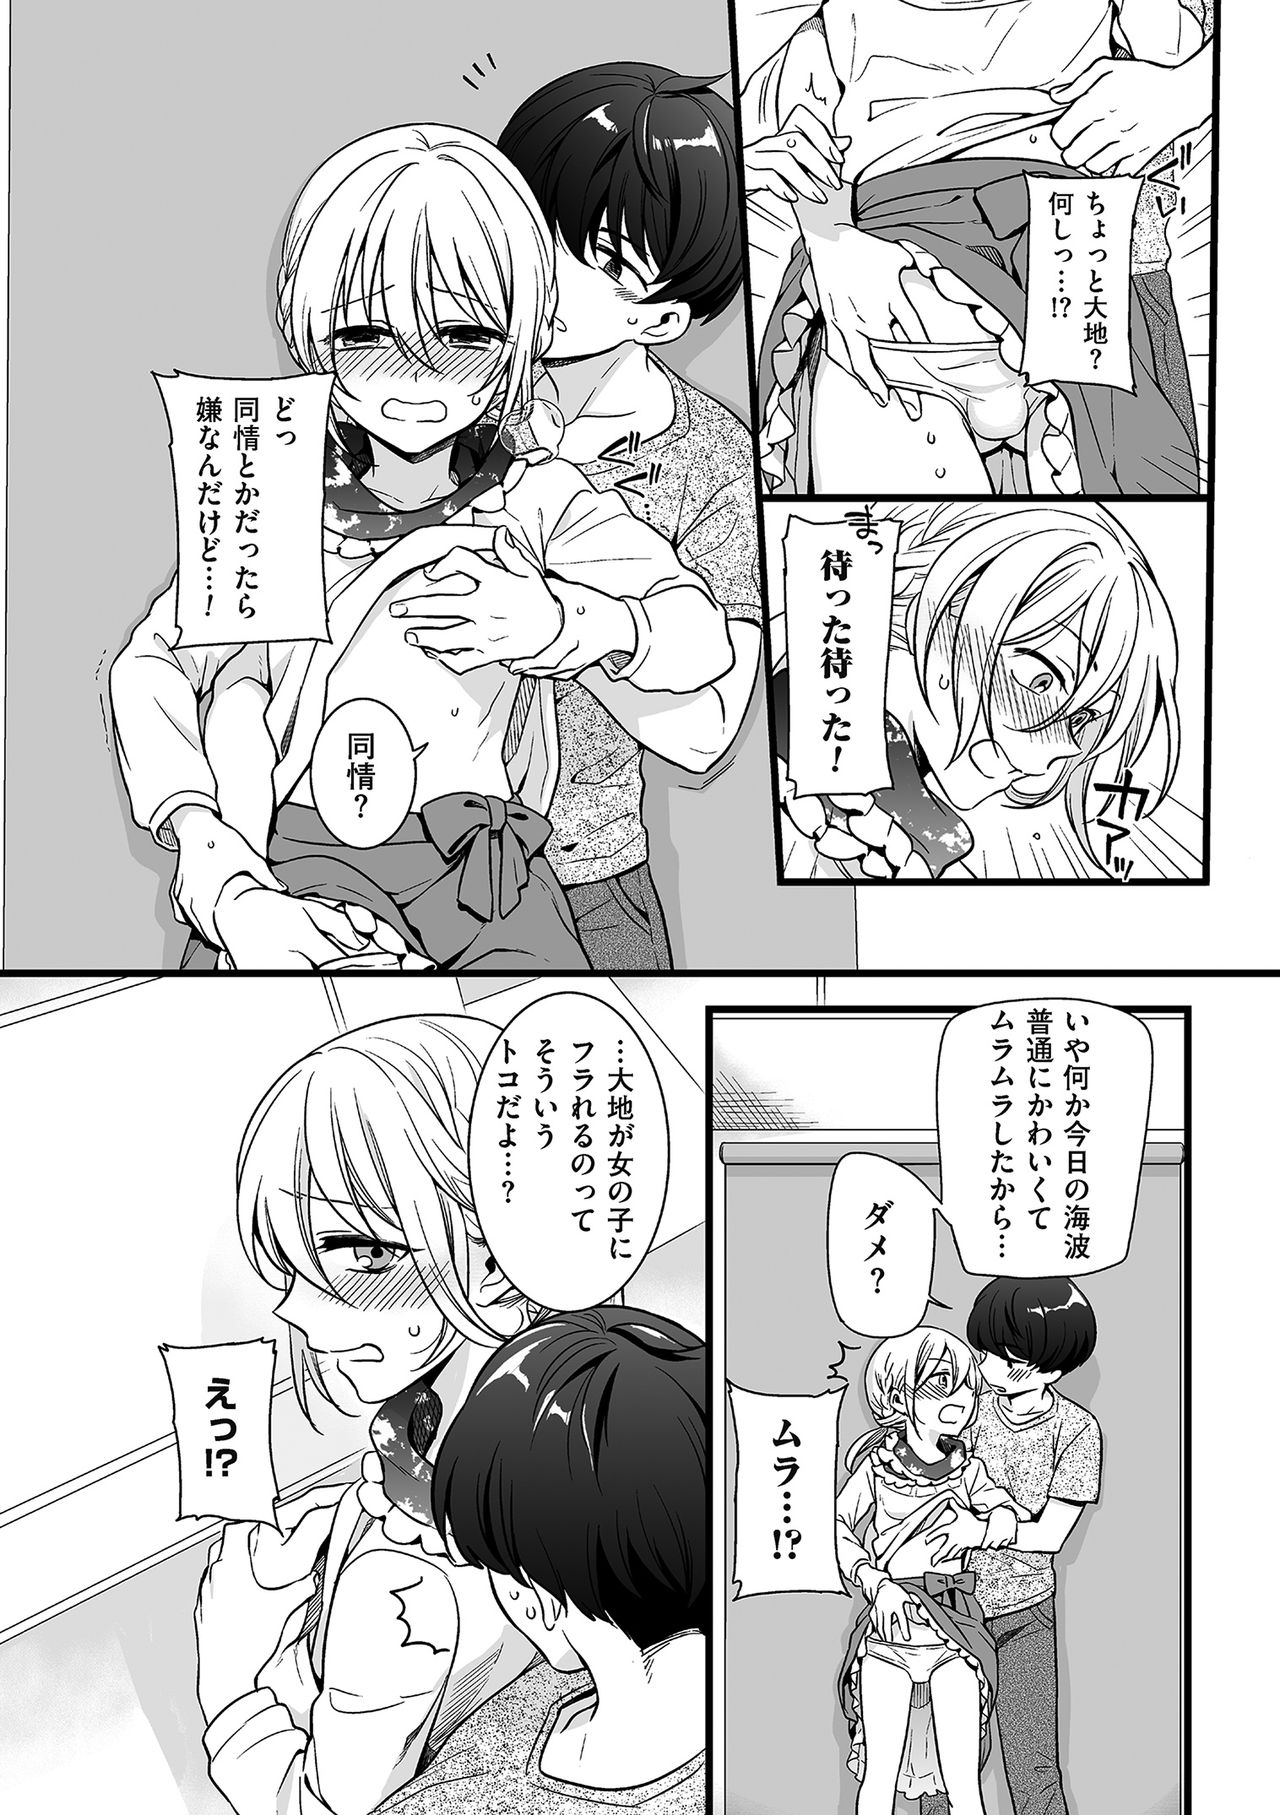 ちょっと大地?
何しっ…!?
まっ
待った待った!
カァーッ
どっ
同情とかだったら
嫌なんだけど…!
同情?
いや何か今日の海波
普通にかわいくて
ムラムラしたから…
ダメ?
ムラ…!?
…大地が女の子に
フラれるのって
そういう
トコだよ…?
えっ!?